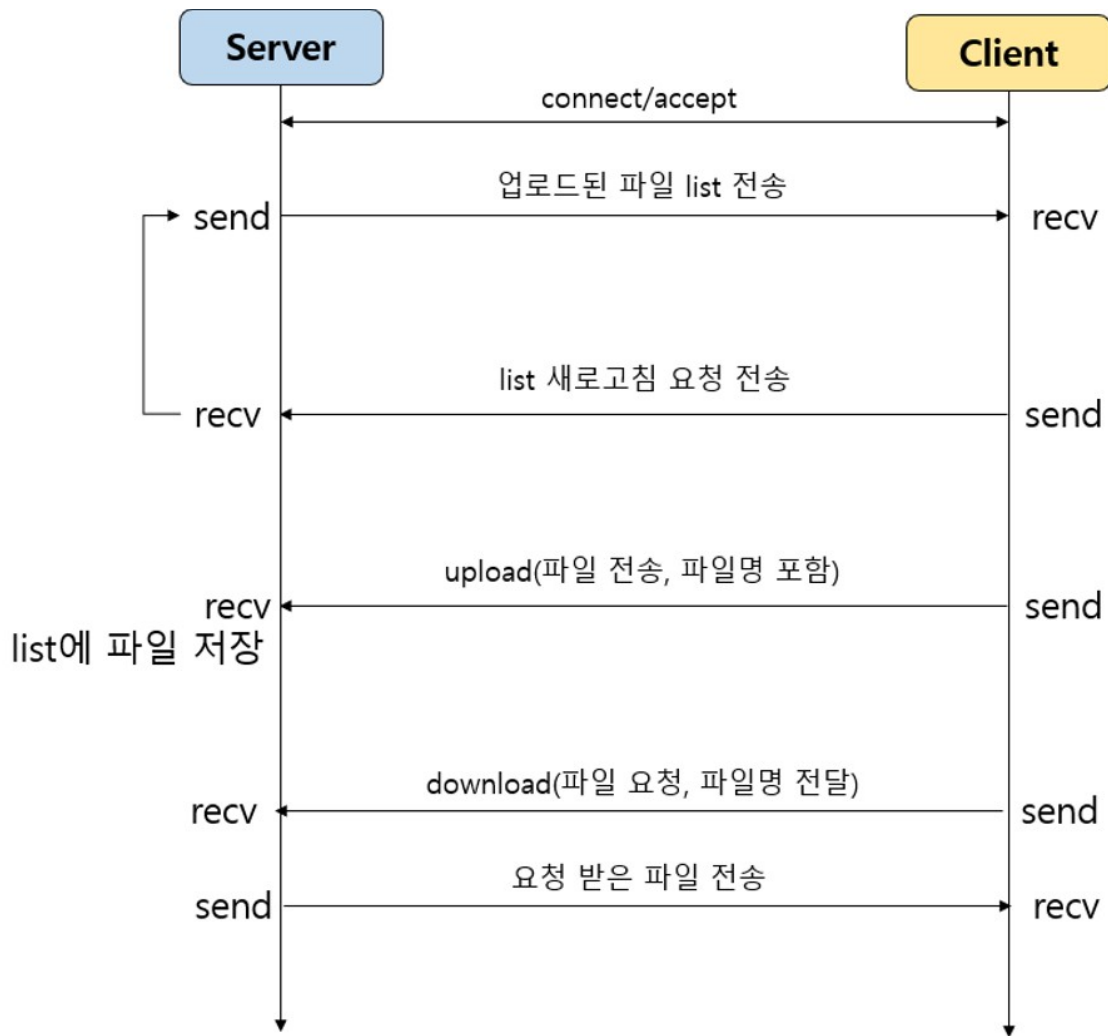 Server
Client
connect/accept
업로드된 파일 list 전송
send
recv
list 새로고침 요청 전송
recv
send
upload(파일 전송, 파일명 포함)
recv
send
list에 파일 저장
download(파일 요청, 파일명 전달)
recv
send
요청 받은 파일 전송
send
recv